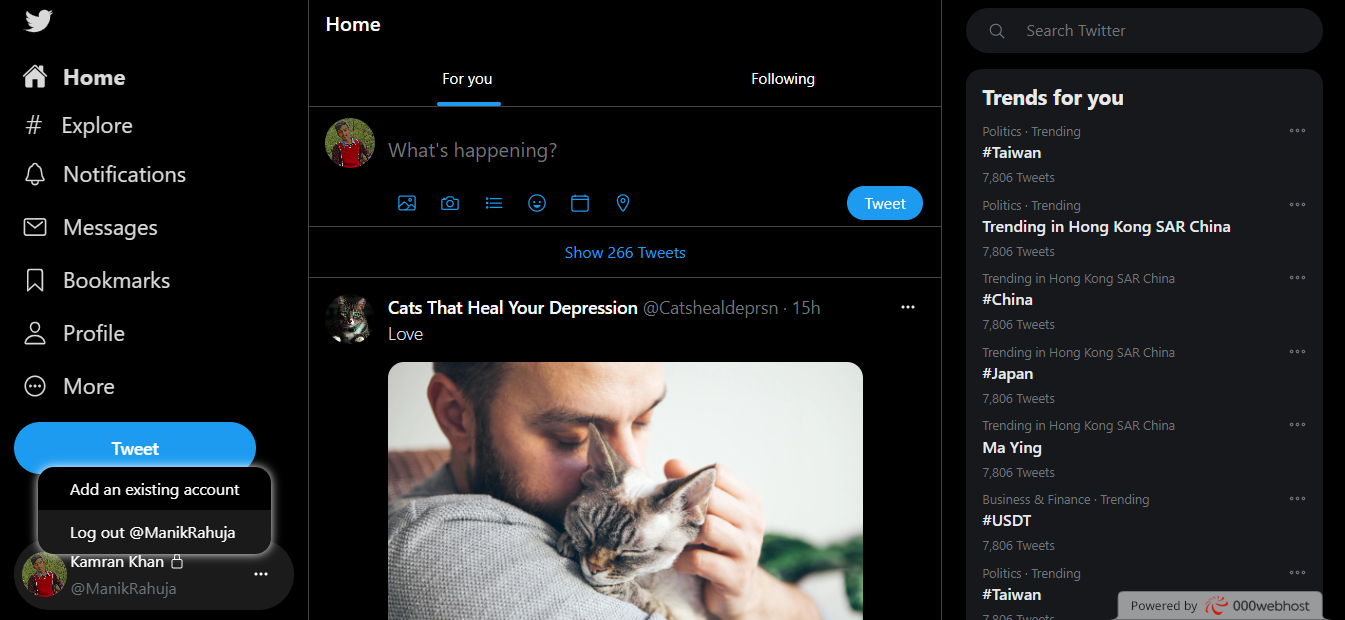 Home
Explore
Notifications
Messages
Bookmarks
Profile
More
Tweet
Add an existing account
Log out @ManikRahuja
Kamran Khan
@ManikRahuja
Home
For you
Following
What's happening?
Tweet
Show 266 Tweets
Cats That Heal Your Depression @Catshealdeprsn · 15h
Love
Search Twitter
Trends for you
Politics · Trending
#Taiwan
7,806 Tweets
Politics · Trending
Trending in Hong Kong SAR China
7,806 Tweets
Trending in Hong Kong SAR China
#China
7,806 Tweets
Trending in Hong Kong SAR China
#Japan
7,806 Tweets
Trending in Hong Kong SAR China
Ma Ying
7,806 Tweets
Business & Finance · Trending
#USDT
7,806 Tweets
Politics · Trending
#Taiwan
7,806 Tweets
Powered by 000webhost